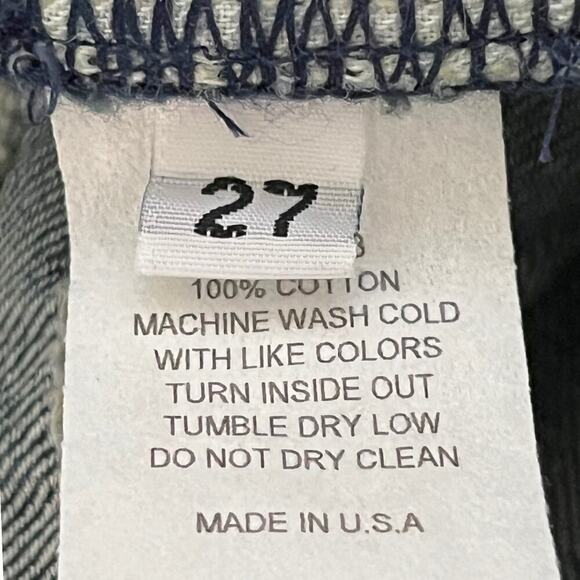 27
100% COTTON
MACHINE WASH COLD
WITH LIKE COLORS
TURN INSIDE OUT
TUMBLE DRY LOW
DO NOT DRY CLEAN
MADE IN U.S.A